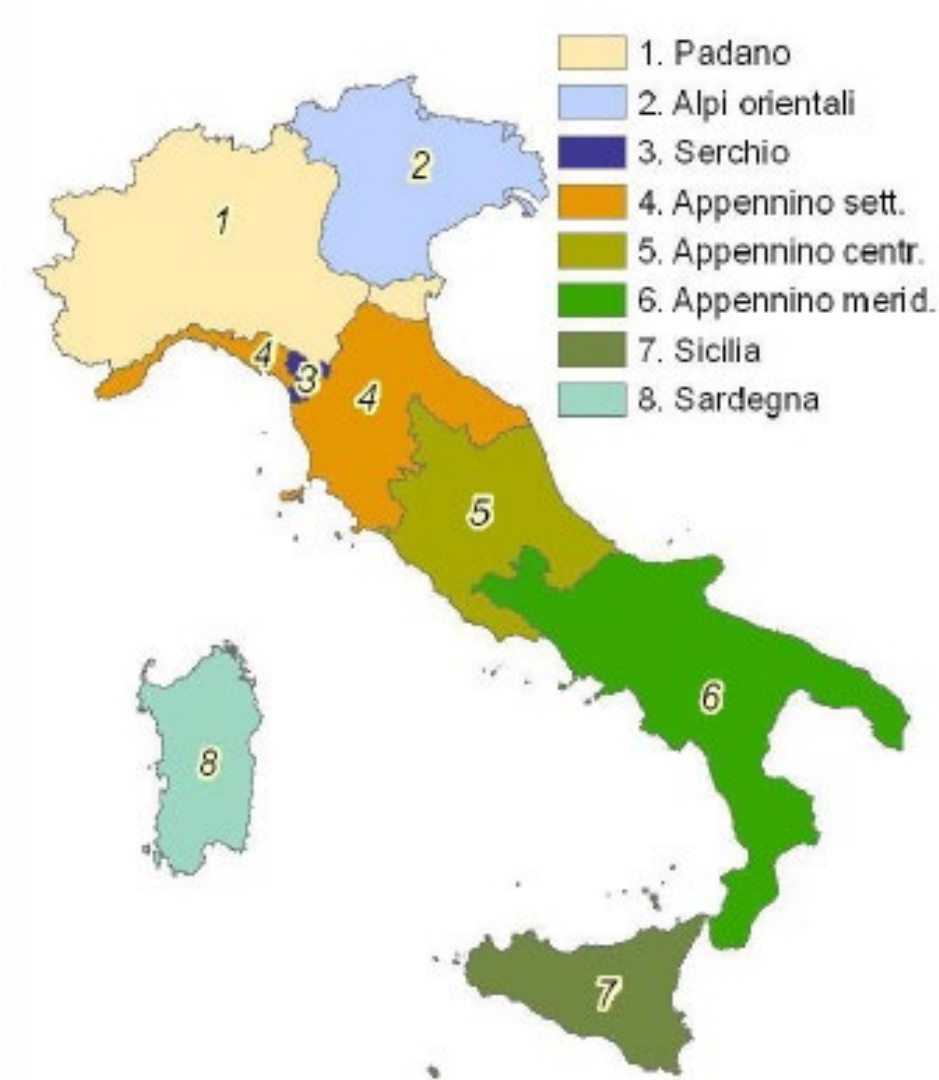 1. Padano
2. Alpi orientali
3. Serchio
4. Appennino sett.
5. Appennino centr.
6. Appennino merid.
7. Sicilia
8. Sardegna
2
1
4
3
4
5
6
8
7